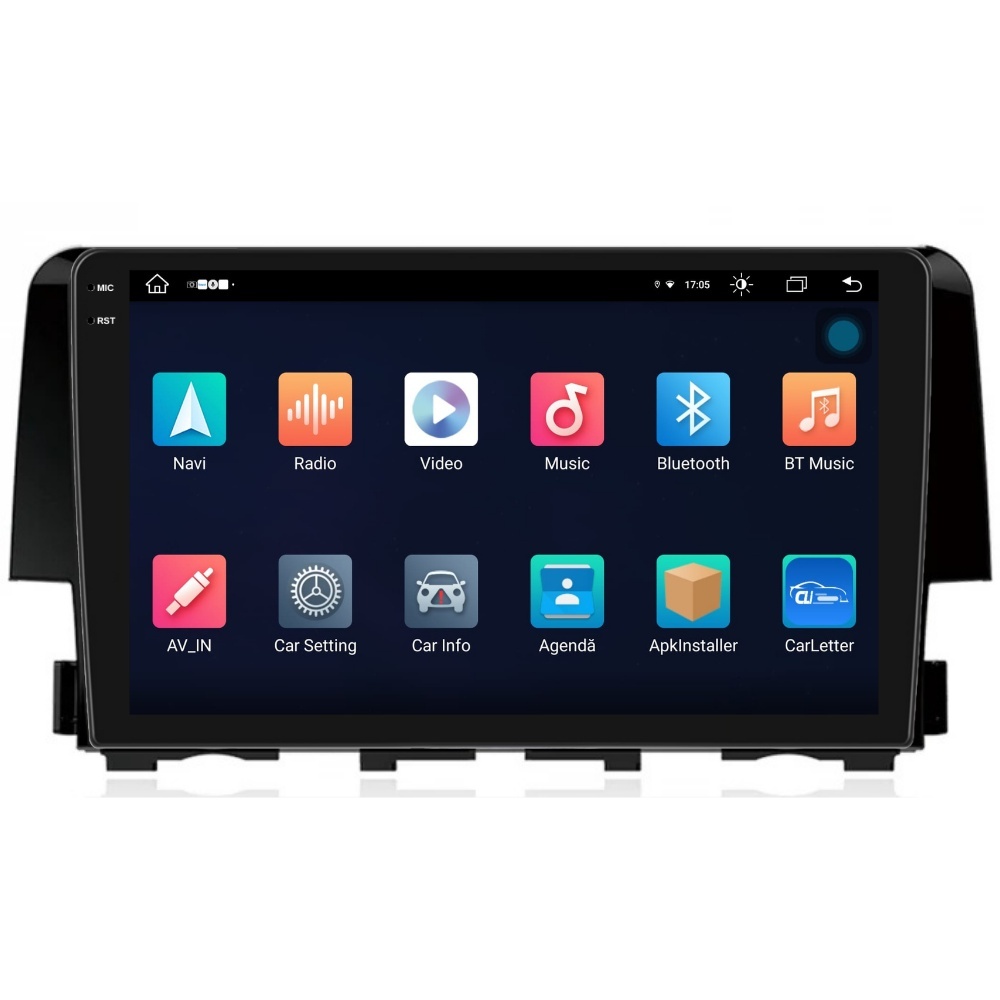 MIC
17:05
RST
Navi
Radio
Video
Music
Bluetooth
BT Music
AV_IN
Car Setting
Car Info
Agendă
ApkInstaller
CarLetter